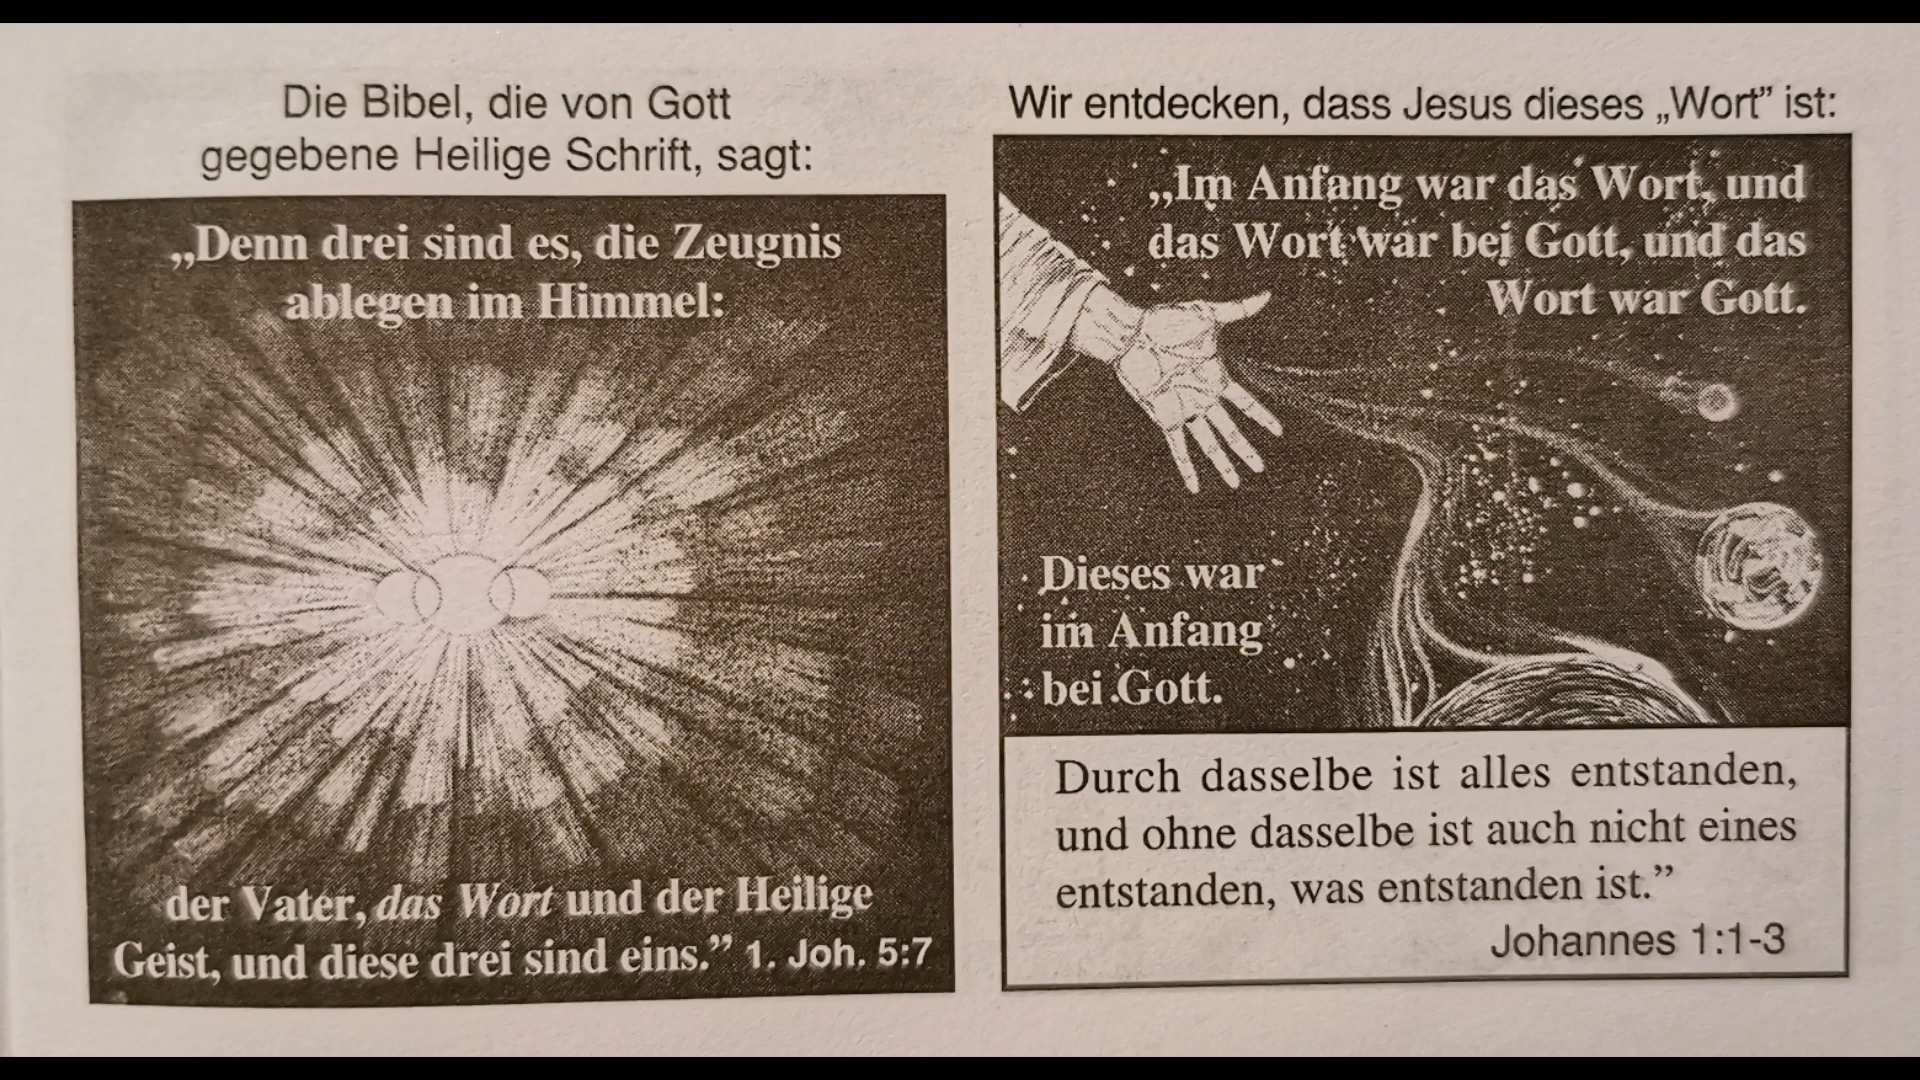 Die Bibel, die von Gott
gegebene Heilige Schrift, sagt:
„Denn drei sind es, die Zeugnis
ablegen im Himmel:
der Vater, das Wort und der Heilige
Geist, und diese drei sind eins.” 1. Joh. 5:7
Wir entdecken, dass Jesus dieses „Wort” ist:
„Im Anfang war das Wort, und
das Wort war bei Gott, und das
Wort war Gott.
Dieses war
im Anfang
bei Gott.
Durch dasselbe ist alles entstanden,
und ohne dasselbe ist auch nicht eines
entstanden, was entstanden ist.”
Johannes 1:1-3